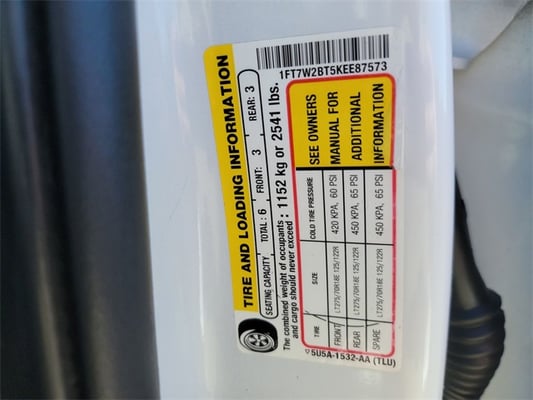 TIRE AND LOADING INFORMATION
SEATING CAPACITY TOTAL: 6 FRONT: 3 REAR: 3
The combined weight of occupants : 1152 kg or 2541 lbs.
and cargo should never exceed
TIRE SIZE COLD TIRE PRESSURE SEE OWNERS
FRONT LT275/70R18E 125/122R 420 KPA, 60 PSI MANUAL FOR
REAR LT275/70R18E 125/122R 450 KPA, 65 PSI ADDITIONAL
SPARE LT275/70R18E 125/122R 450 KPA, 65 PSI INFORMATION
5U5A-1532-AA (TLU)
1FT7W2BT5KEE87573